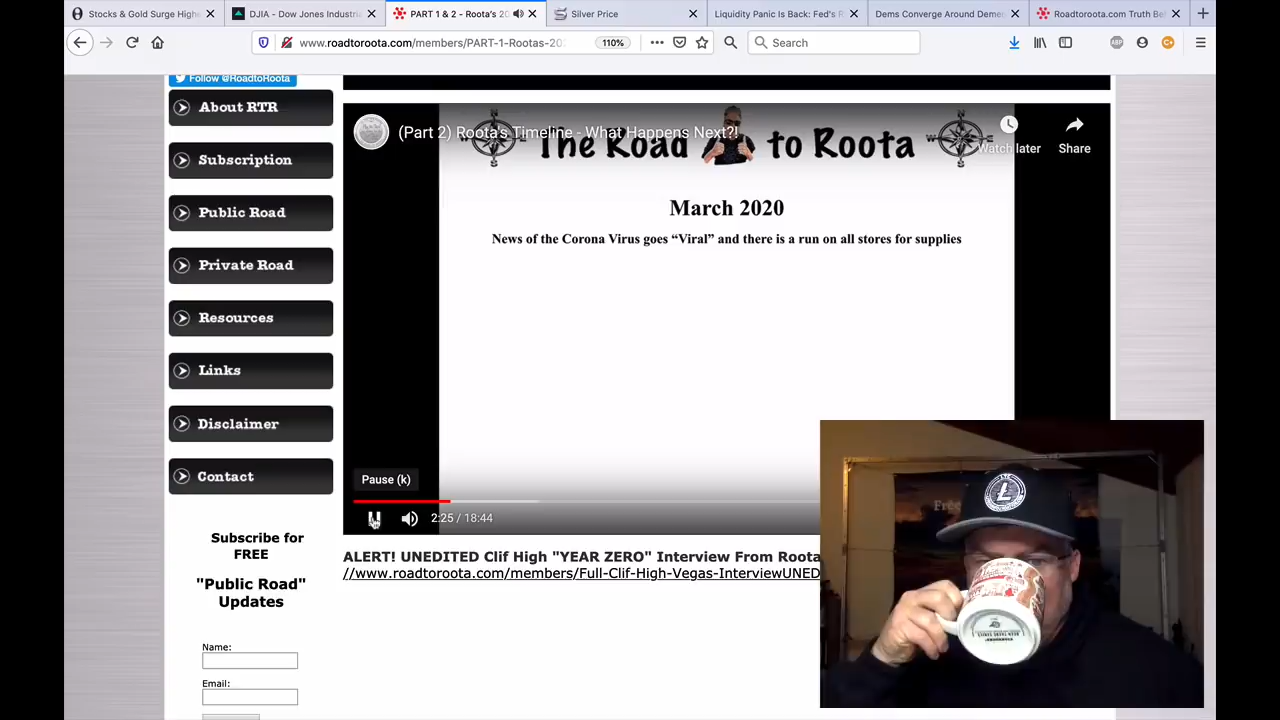 Stocks & Gold Surge High
DJIA - Dow Jones Industri
PART 1 & 2 - Roota's 20
Silver Price
Liquidity Panic Is Back: Fed's R
Dems Converge Around Demen
Roadtoroota.com Truth Be
www.roadtoroota.com/members/PART-1-Rootas-20
110%
Search
ABP
Follow @RoadtoRoota
About RTR
Subscription
Public Road
Private Road
Resources
Links
Disclaimer
Contact
Subscribe for
FREE
"Public Road"
Updates
Name:
Email:
(Part 2) Roota's Timeline - What Happens Next?!
The Road to Roota
Watch later
Share
March 2020
News of the Corona Virus goes “Viral” and there is a run on all stores for supplies
Pause (k)
2:25 / 18:44
ALERT! UNEDITED Clif High "YEAR ZERO" Interview From Roota
//www.roadtoroota.com/members/Full-Clif-High-Vegas-InterviewUNED
Free